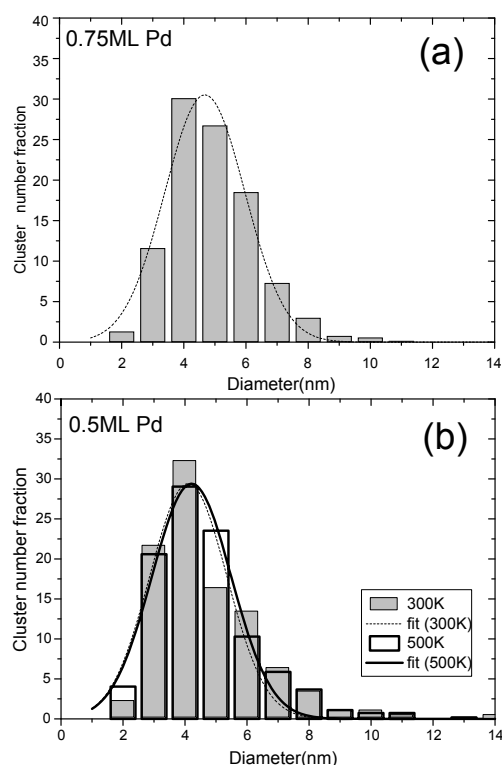 0.75ML Pd
(a)
Cluster number fraction
40
35
30
25
20
15
10
5
0
0 2 4 6 8 10 12 14
Diameter(nm)
0.5ML Pd
(b)
Cluster number fraction
40
35
30
25
20
15
10
5
0
300K
fit (300K)
500K
fit (500K)
0 2 4 6 8 10 12 14
Diameter(nm)